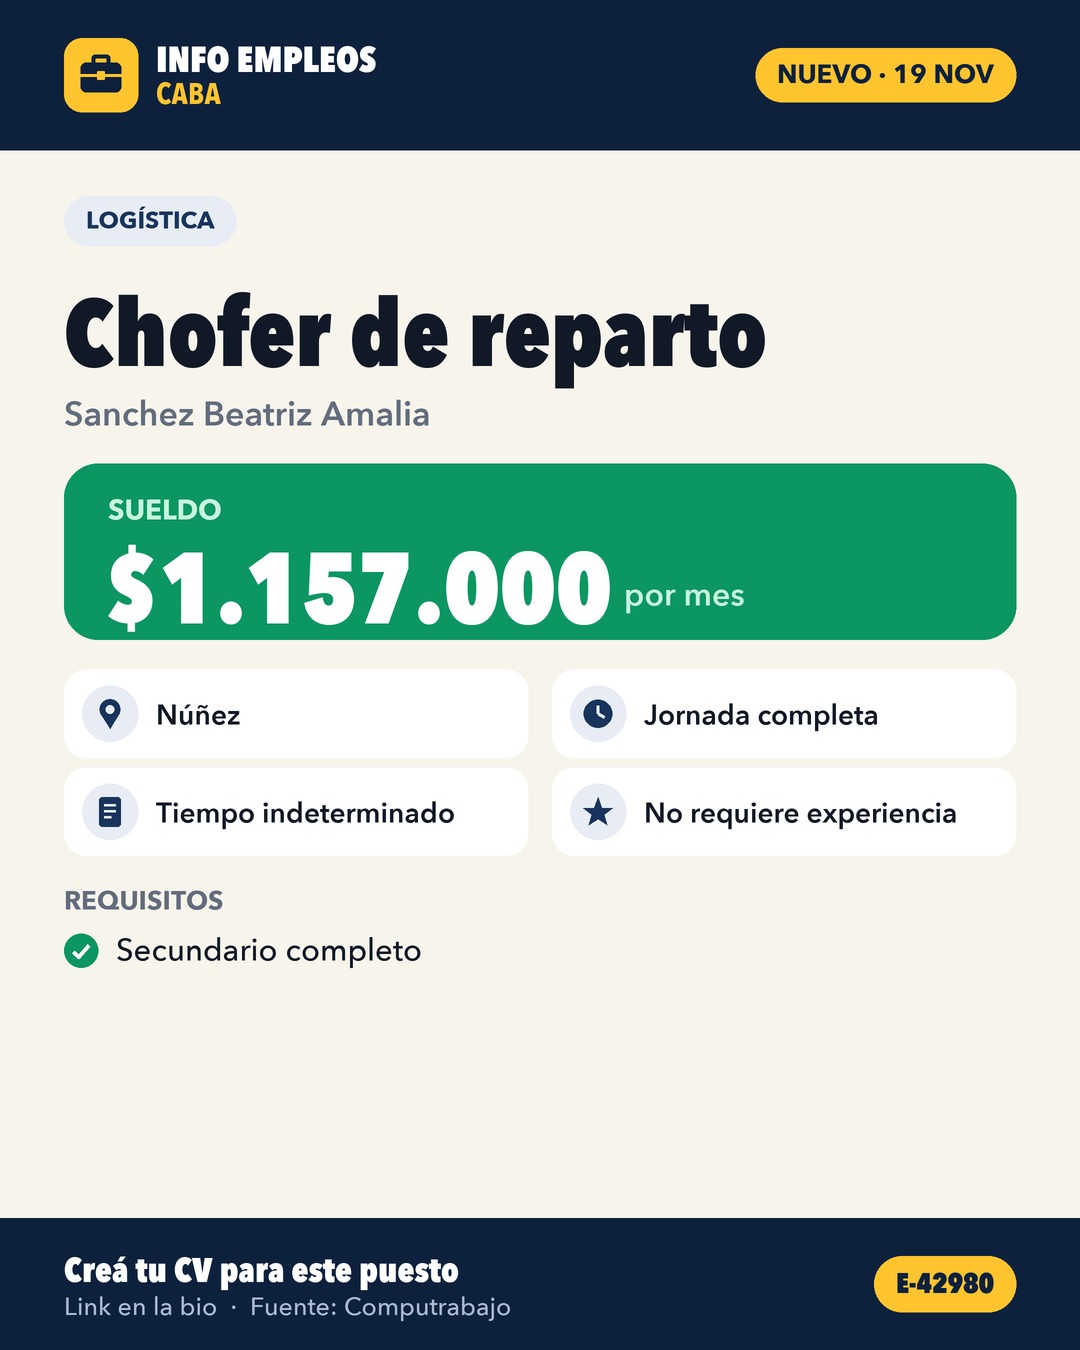 INFO EMPLEOS
CABA
NUEVO · 19 NOV
LOGÍSTICA
Chofer de reparto
Sanchez Beatriz Amalia
SUELDO
$1.157.000 por mes
Núñez
Jornada completa
Tiempo indeterminado
No requiere experiencia
REQUISITOS
Secundario completo
Creá tu CV para este puesto
Link en la bio · Fuente: Computrabajo
E-42980